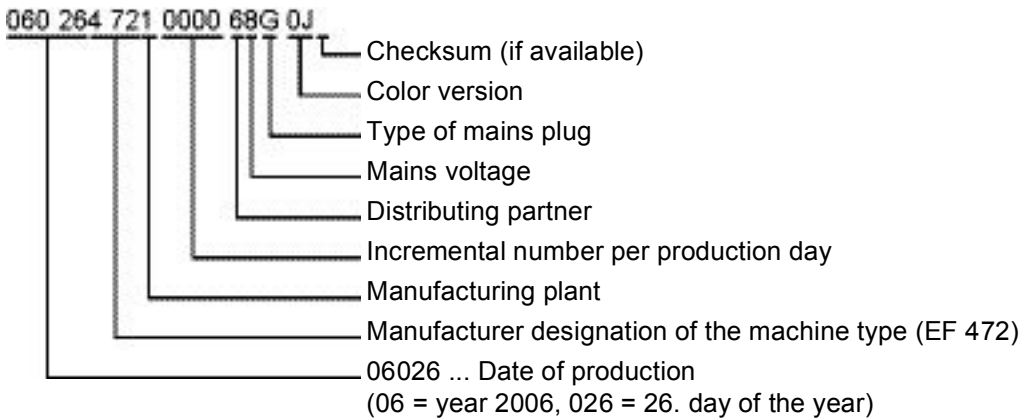 060 264 721 0000 68G 0J
Checksum (if available)
Color version
Type of mains plug
Mains voltage
Distributing partner
Incremental number per production day
Manufacturing plant
Manufacturer designation of the machine type (EF 472)
06026 ... Date of production
(06 = year 2006, 026 = 26. day of the year)